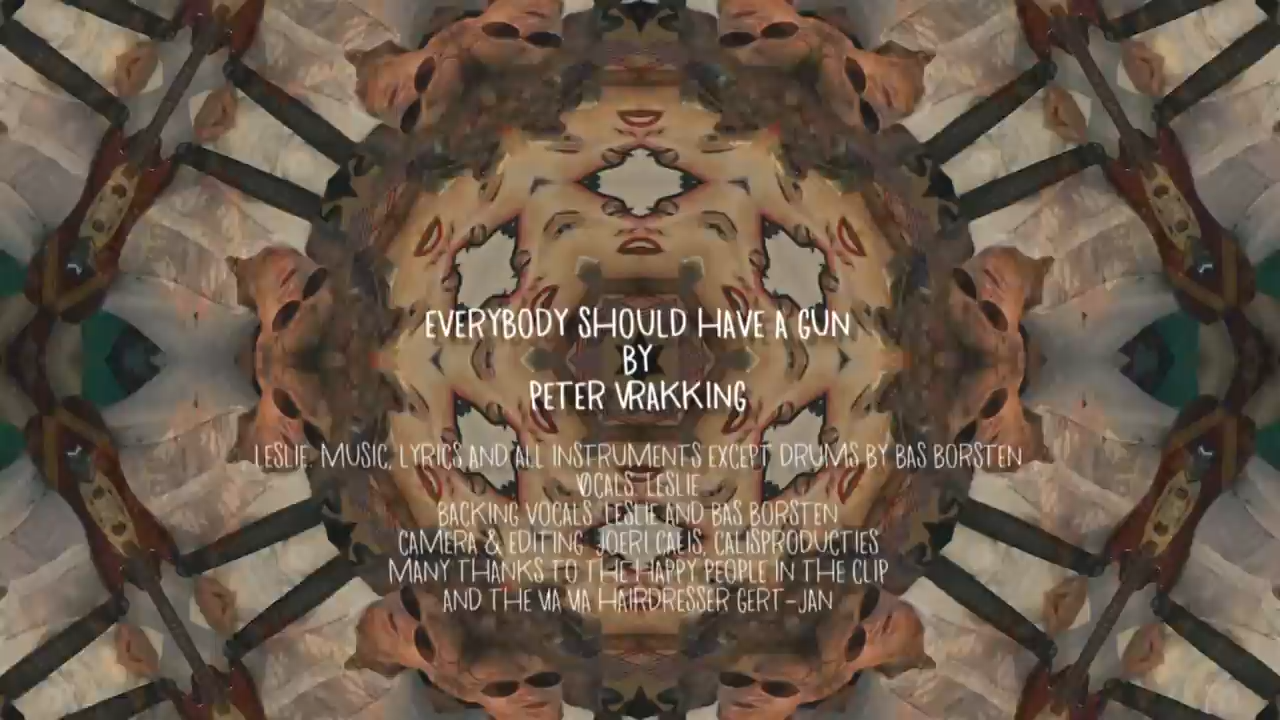 EVERYBODY SHOULD HAVE A GUN
BY
PETER VRAKKING
LESLIE. MUSIC, LYRICS AND ALL INSTRUMENTS EXCEPT DRUMS BY BAS BORSTEN
VOCALS: LESLIE
BACKING VOCALS: LESLIE AND BAS BORSTEN
CAMERA & EDITING: JOERI CALIS, CALISPRODUCTIES
MANY THANKS TO THE HAPPY PEOPLE IN THE CLIP
AND THE VIA VIA HAIRDRESSER GERT-JAN